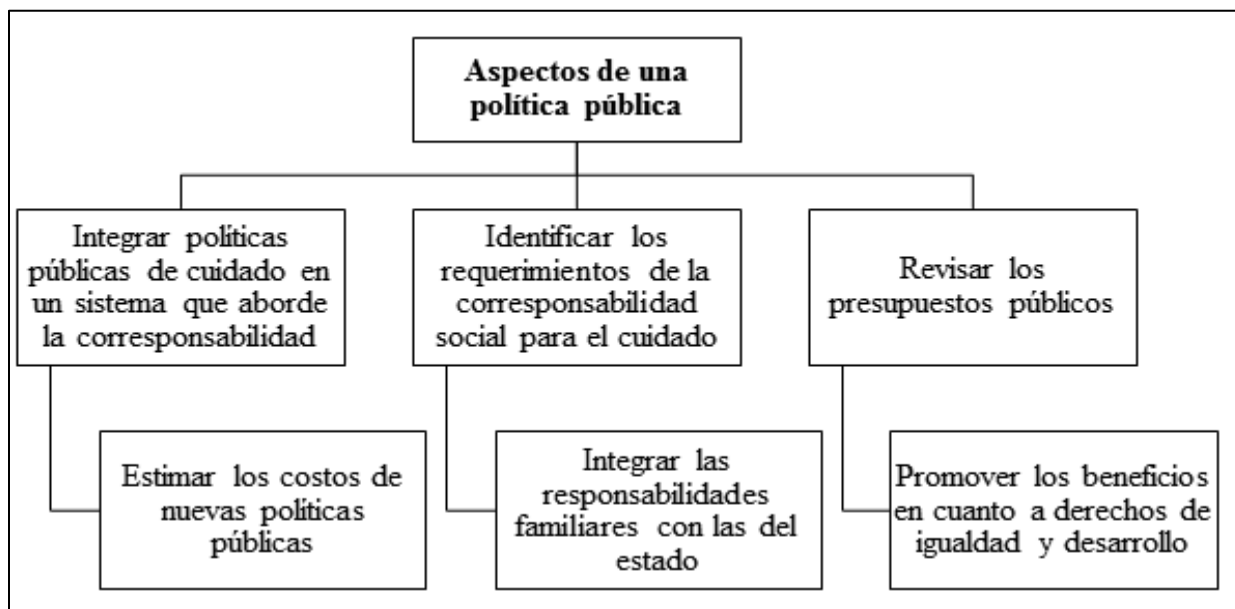 Aspectos de una
política pública
Integrar políticas
públicas de cuidado en
un sistema que aborde
la corresponsabilidad
Identificar los
requerimientos de la
corresponsabilidad
social para el cuidado
Revisar los
presupuestos públicos
Estimar los costos de
nuevas políticas
públicas
Integrar las
responsabilidades
familiares con las del
estado
Promover los beneficios
en cuanto a derechos de
igualdad y desarrollo